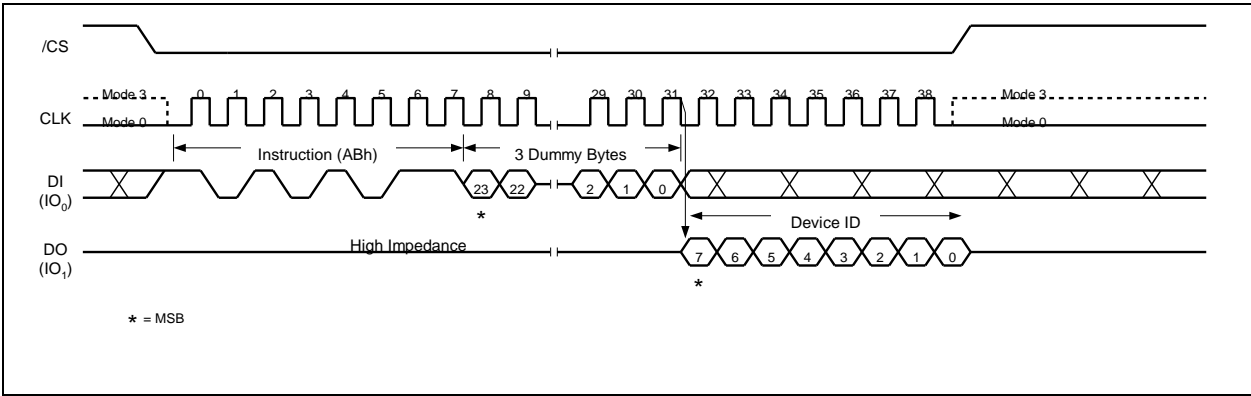 /CS
Mode 3 0 1 2 3 4 5 6 7 8 9 29 30 31 32 33 34 35 36 37 38 Mode 3
CLK
Mode 0 Mode 0
Instruction (ABh) 3 Dummy Bytes
DI
(IO0)
23 22 2 1 0
*
Device ID
DO
(IO1)
High Impedance
7 6 5 4 3 2 1 0
*
* = MSB